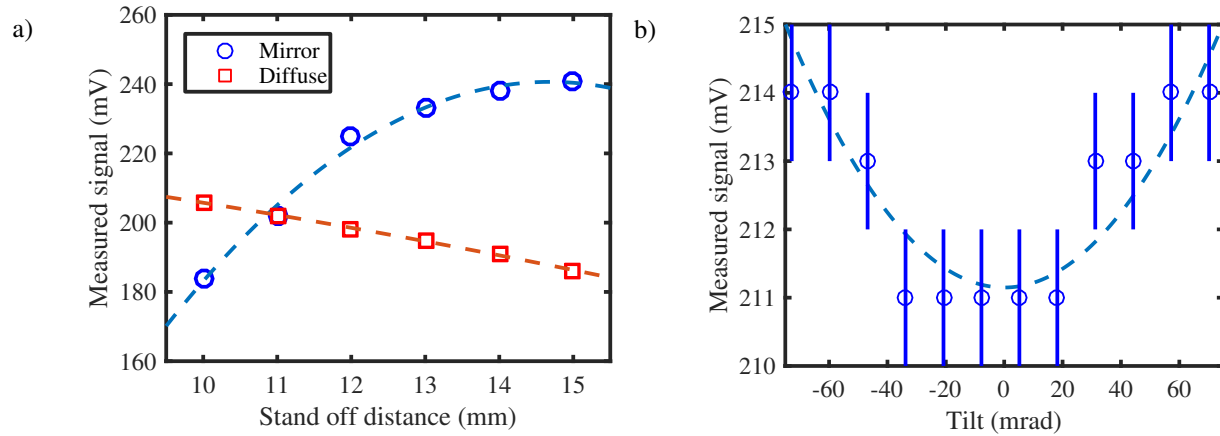 a)
260
240
220
200
180
160
Measured signal (mV)
Mirror
Diffuse
10 11 12 13 14 15
Stand off distance (mm)
b)
215
214
213
212
211
210
Measured signal (mV)
-60 -40 -20 0 20 40 60
Tilt (mrad)